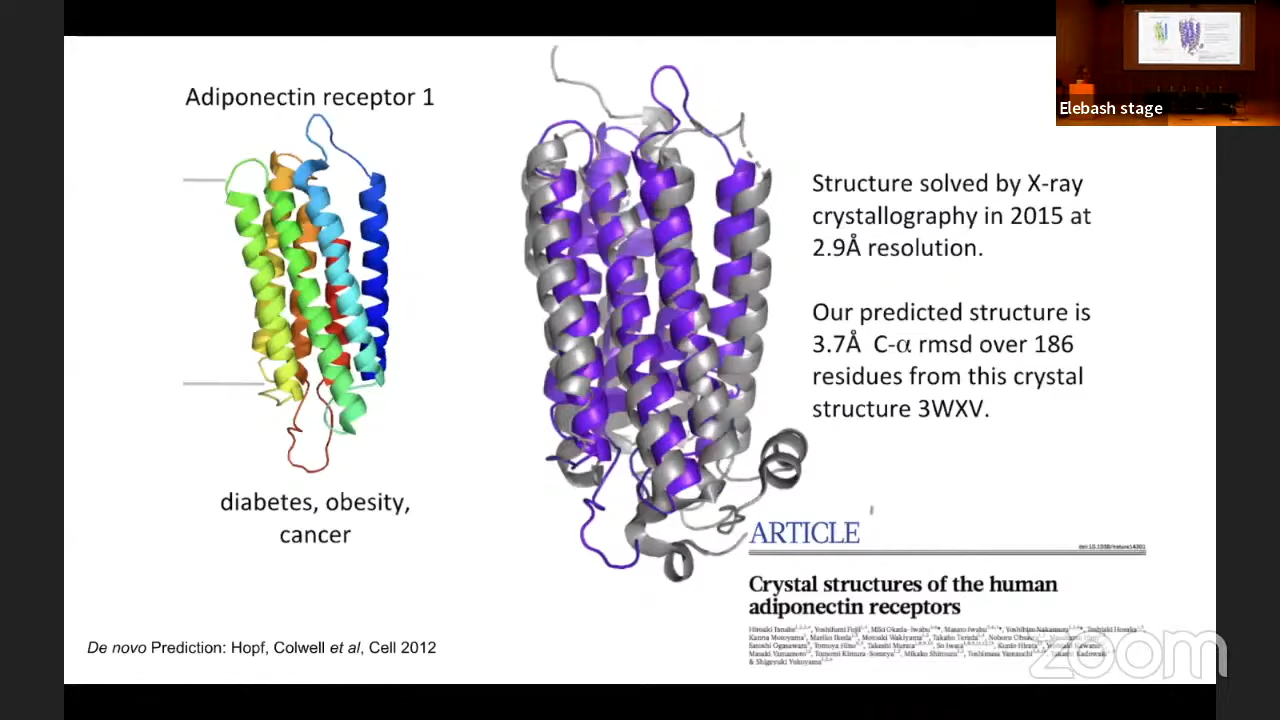 Adiponectin receptor 1
diabetes, obesity,
cancer
Structure solved by X-ray
crystallography in 2015 at
2.9Å resolution.
Our predicted structure is
3.7Å C-α rmsd over 186
residues from this crystal
structure 3WXV.
ARTICLE
Crystal structures of the human
adiponectin receptors
De novo Prediction: Hopf, Colwell et al, Cell 2012
Elebash stage
zoom